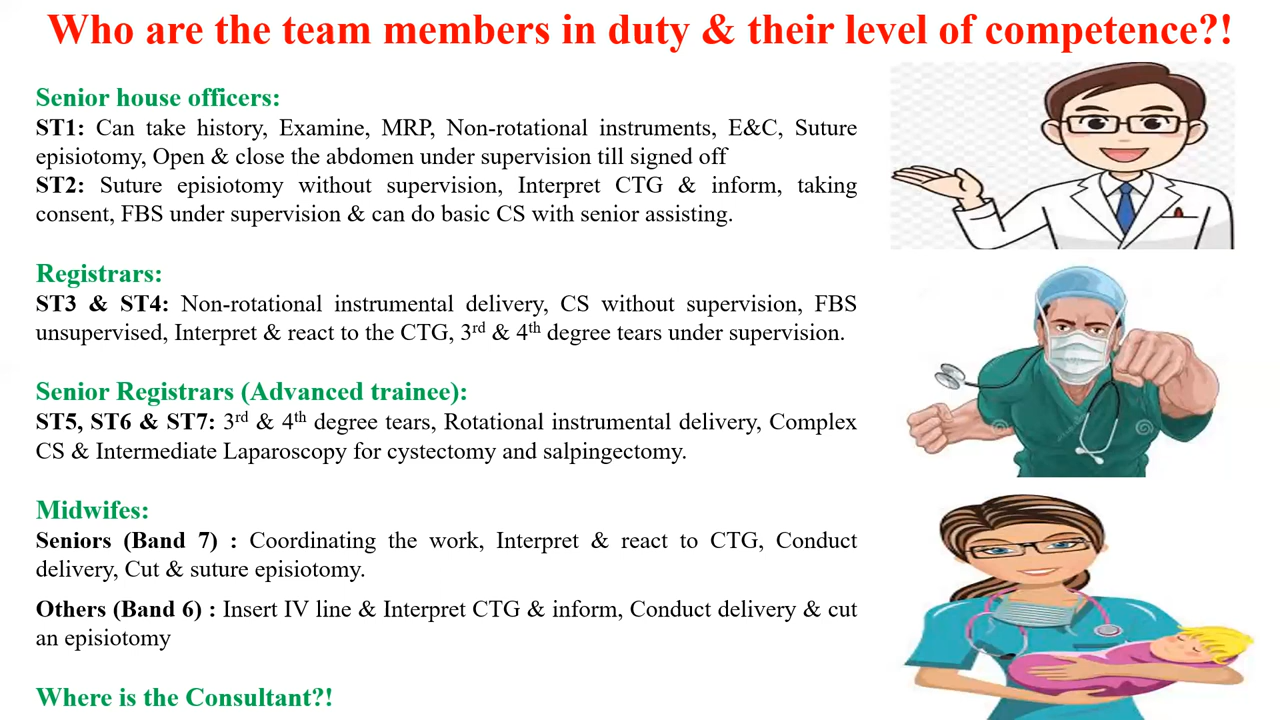 Who are the team members in duty & their level of competence?!
Senior house officers:
ST1: Can take history, Examine, MRP, Non-rotational instruments, E&C, Suture
episiotomy, Open & close the abdomen under supervision till signed off
ST2: Suture episiotomy without supervision, Interpret CTG & inform, taking
consent, FBS under supervision & can do basic CS with senior assisting.
Registrars:
ST3 & ST4: Non-rotational instrumental delivery, CS without supervision, FBS
unsupervised, Interpret & react to the CTG, 3rd & 4th degree tears under supervision.
Senior Registrars (Advanced trainee):
ST5, ST6 & ST7: 3rd & 4th degree tears, Rotational instrumental delivery, Complex
CS & Intermediate Laparoscopy for cystectomy and salpingectomy.
Midwifes:
Seniors (Band 7) : Coordinating the work, Interpret & react to CTG, Conduct
delivery, Cut & suture episiotomy.
Others (Band 6) : Insert IV line & Interpret CTG & inform, Conduct delivery & cut
an episiotomy
Where is the Consultant?!